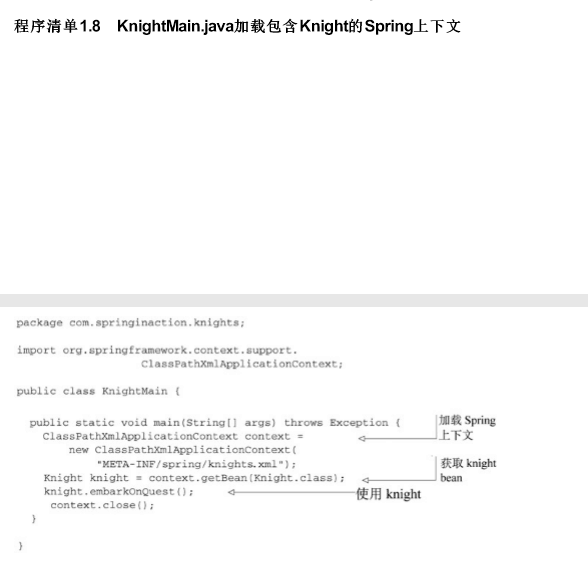 程序清单1.8 KnightMain.java加载包含Knight的Spring上下文
package com.springinaction.knights;
import org.springframework.context.support.
ClassPathXmlApplicationContext;
public class KnightMain {
public static void main(String[] args) throws Exception {
加载 Spring
ClassPathXmlApplicationContext context =
上下文
new ClassPathXmlApplicationContext(
"META-INF/spring/knights.xml");
获取 knight
Knight knight = context.getBean(Knight.class);
bean
knight.embarkOnQuest();
使用 knight
context.close();
}
}